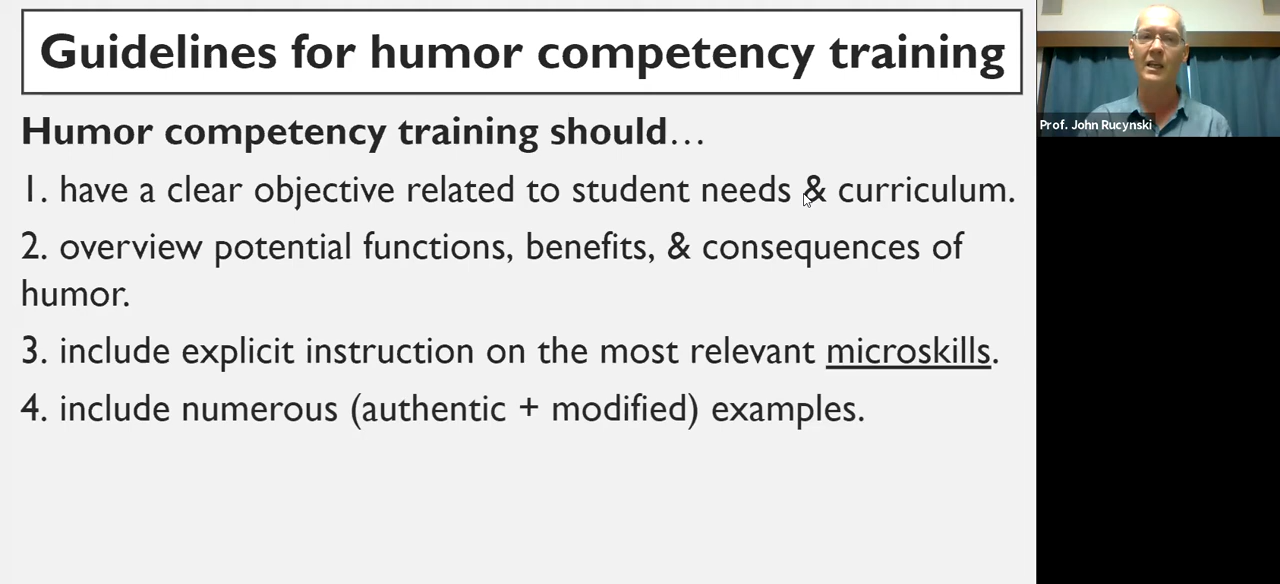 Guidelines for humor competency training
Humor competency training should…
1. have a clear objective related to student needs & curriculum.
2. overview potential functions, benefits, & consequences of
humor.
3. include explicit instruction on the most relevant microskills.
4. include numerous (authentic + modified) examples.
Prof. John Rucynski